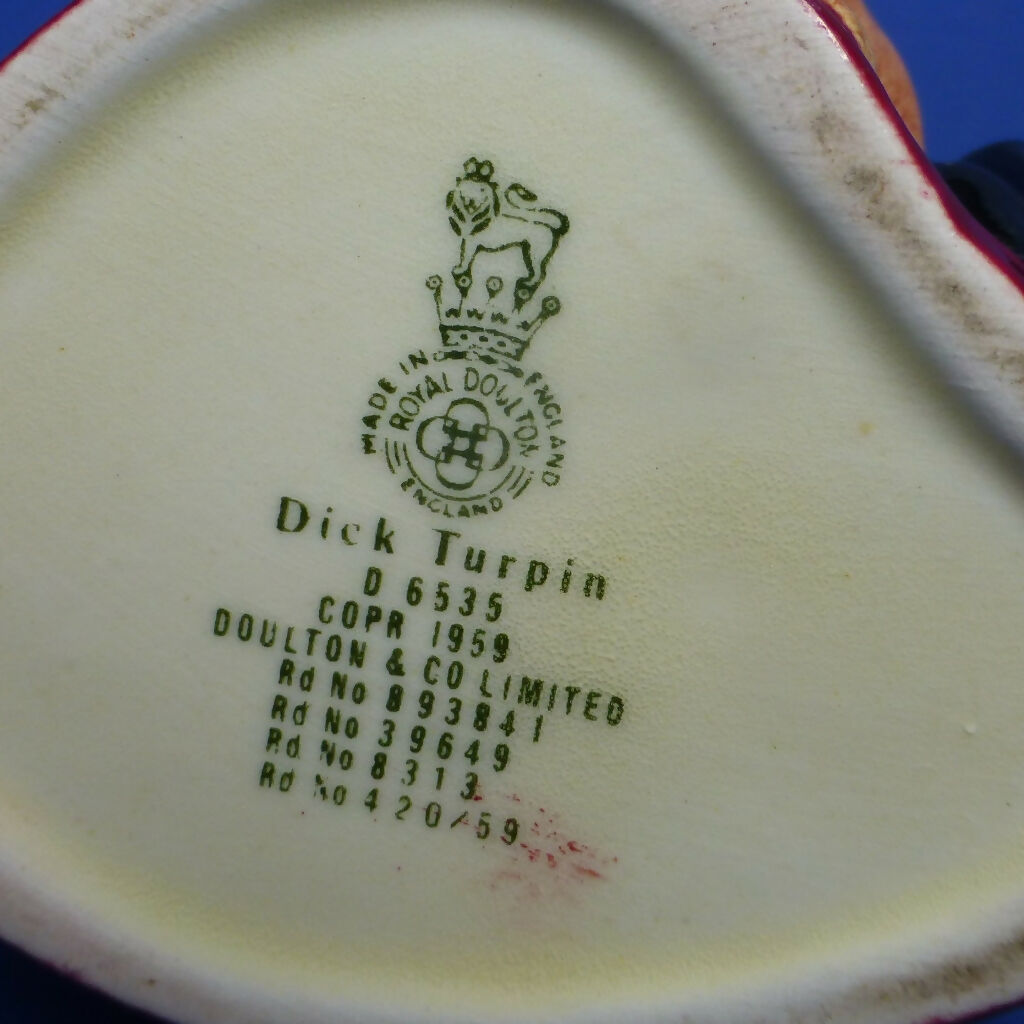 MADE IN ENGLAND
ROYAL DOULTON
ENGLAND
Dick Turpin
D 6535
COPR 1959
DOULTON & CO LIMITED
Rd No 893841
Rd No 39649
Rd No 8313
Rd No 420/59